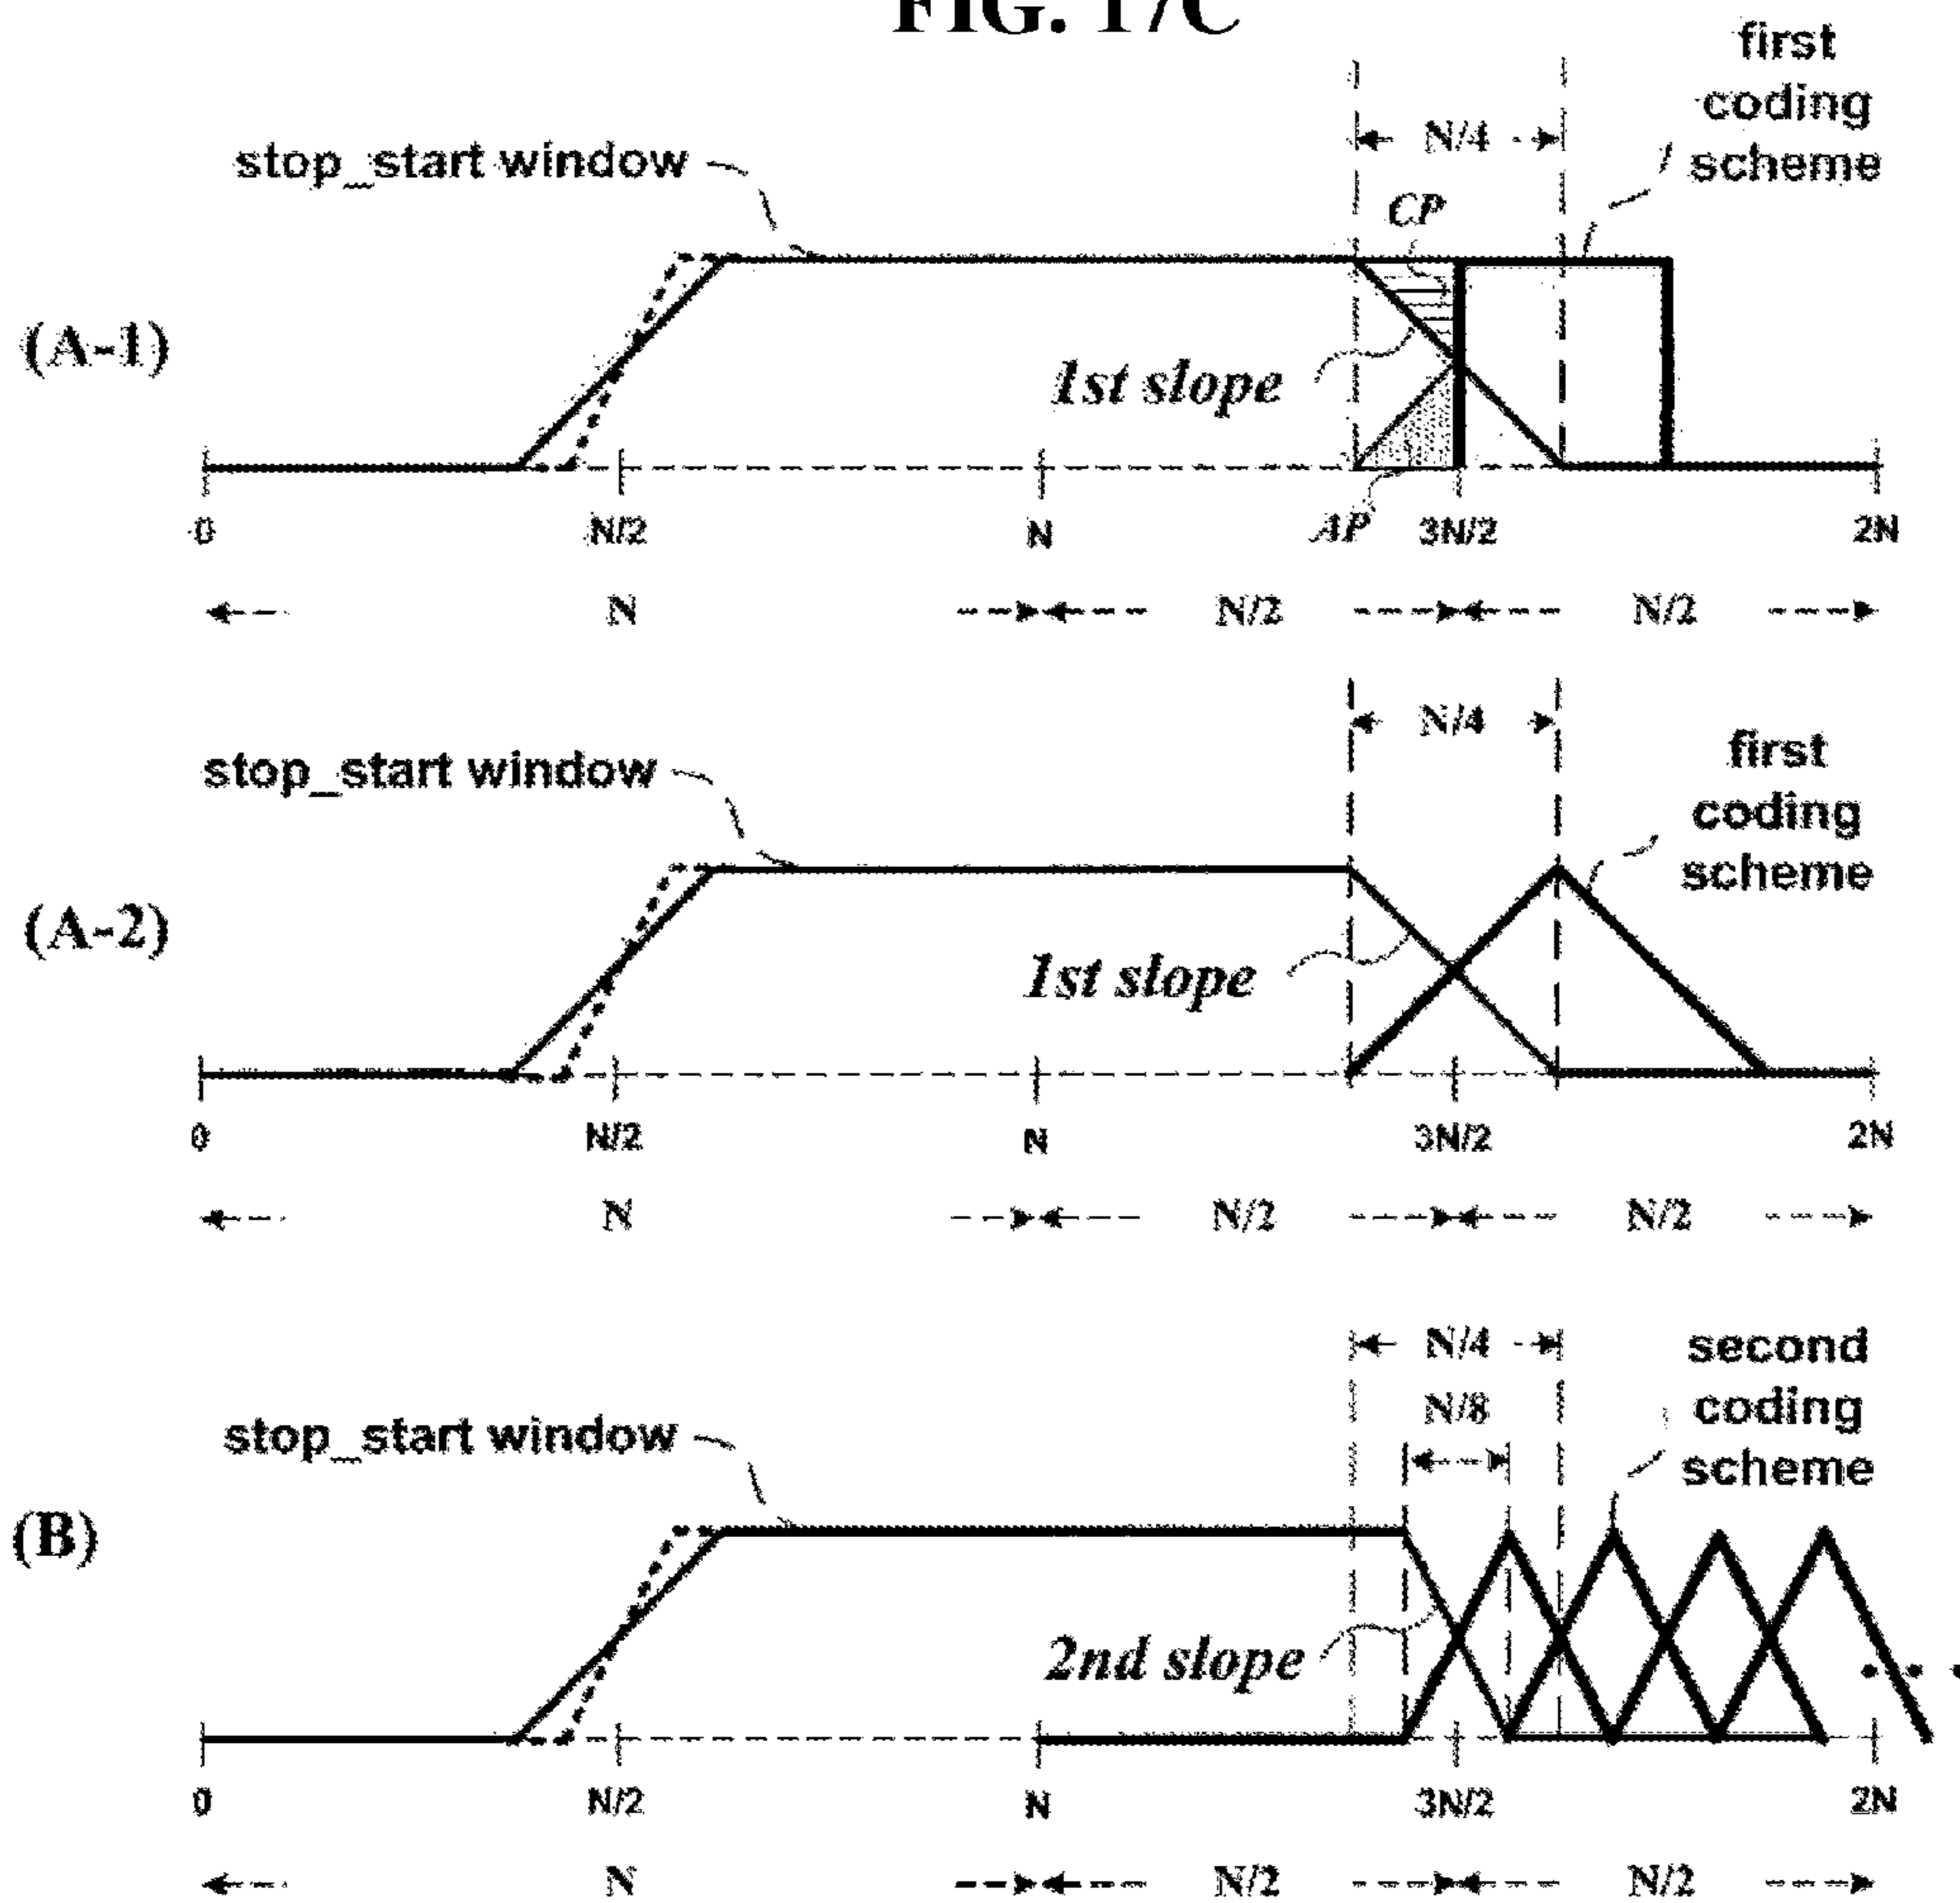 FIG. 17C
first
coding
scheme
N/4
stop_start window
CP
(A-1)
1st slope
AP
0
N/2
N
3N/2
2N
N
N/2
N/2
N/4
first
coding
scheme
stop_start window
(A-2)
1st slope
0
N/2
N
3N/2
2N
N
N/2
N/2
N/4
N/8
second
coding
scheme
stop_start window
(B)
2nd slope
0
N/2
N
3N/2
2N
N
N/2
N/2